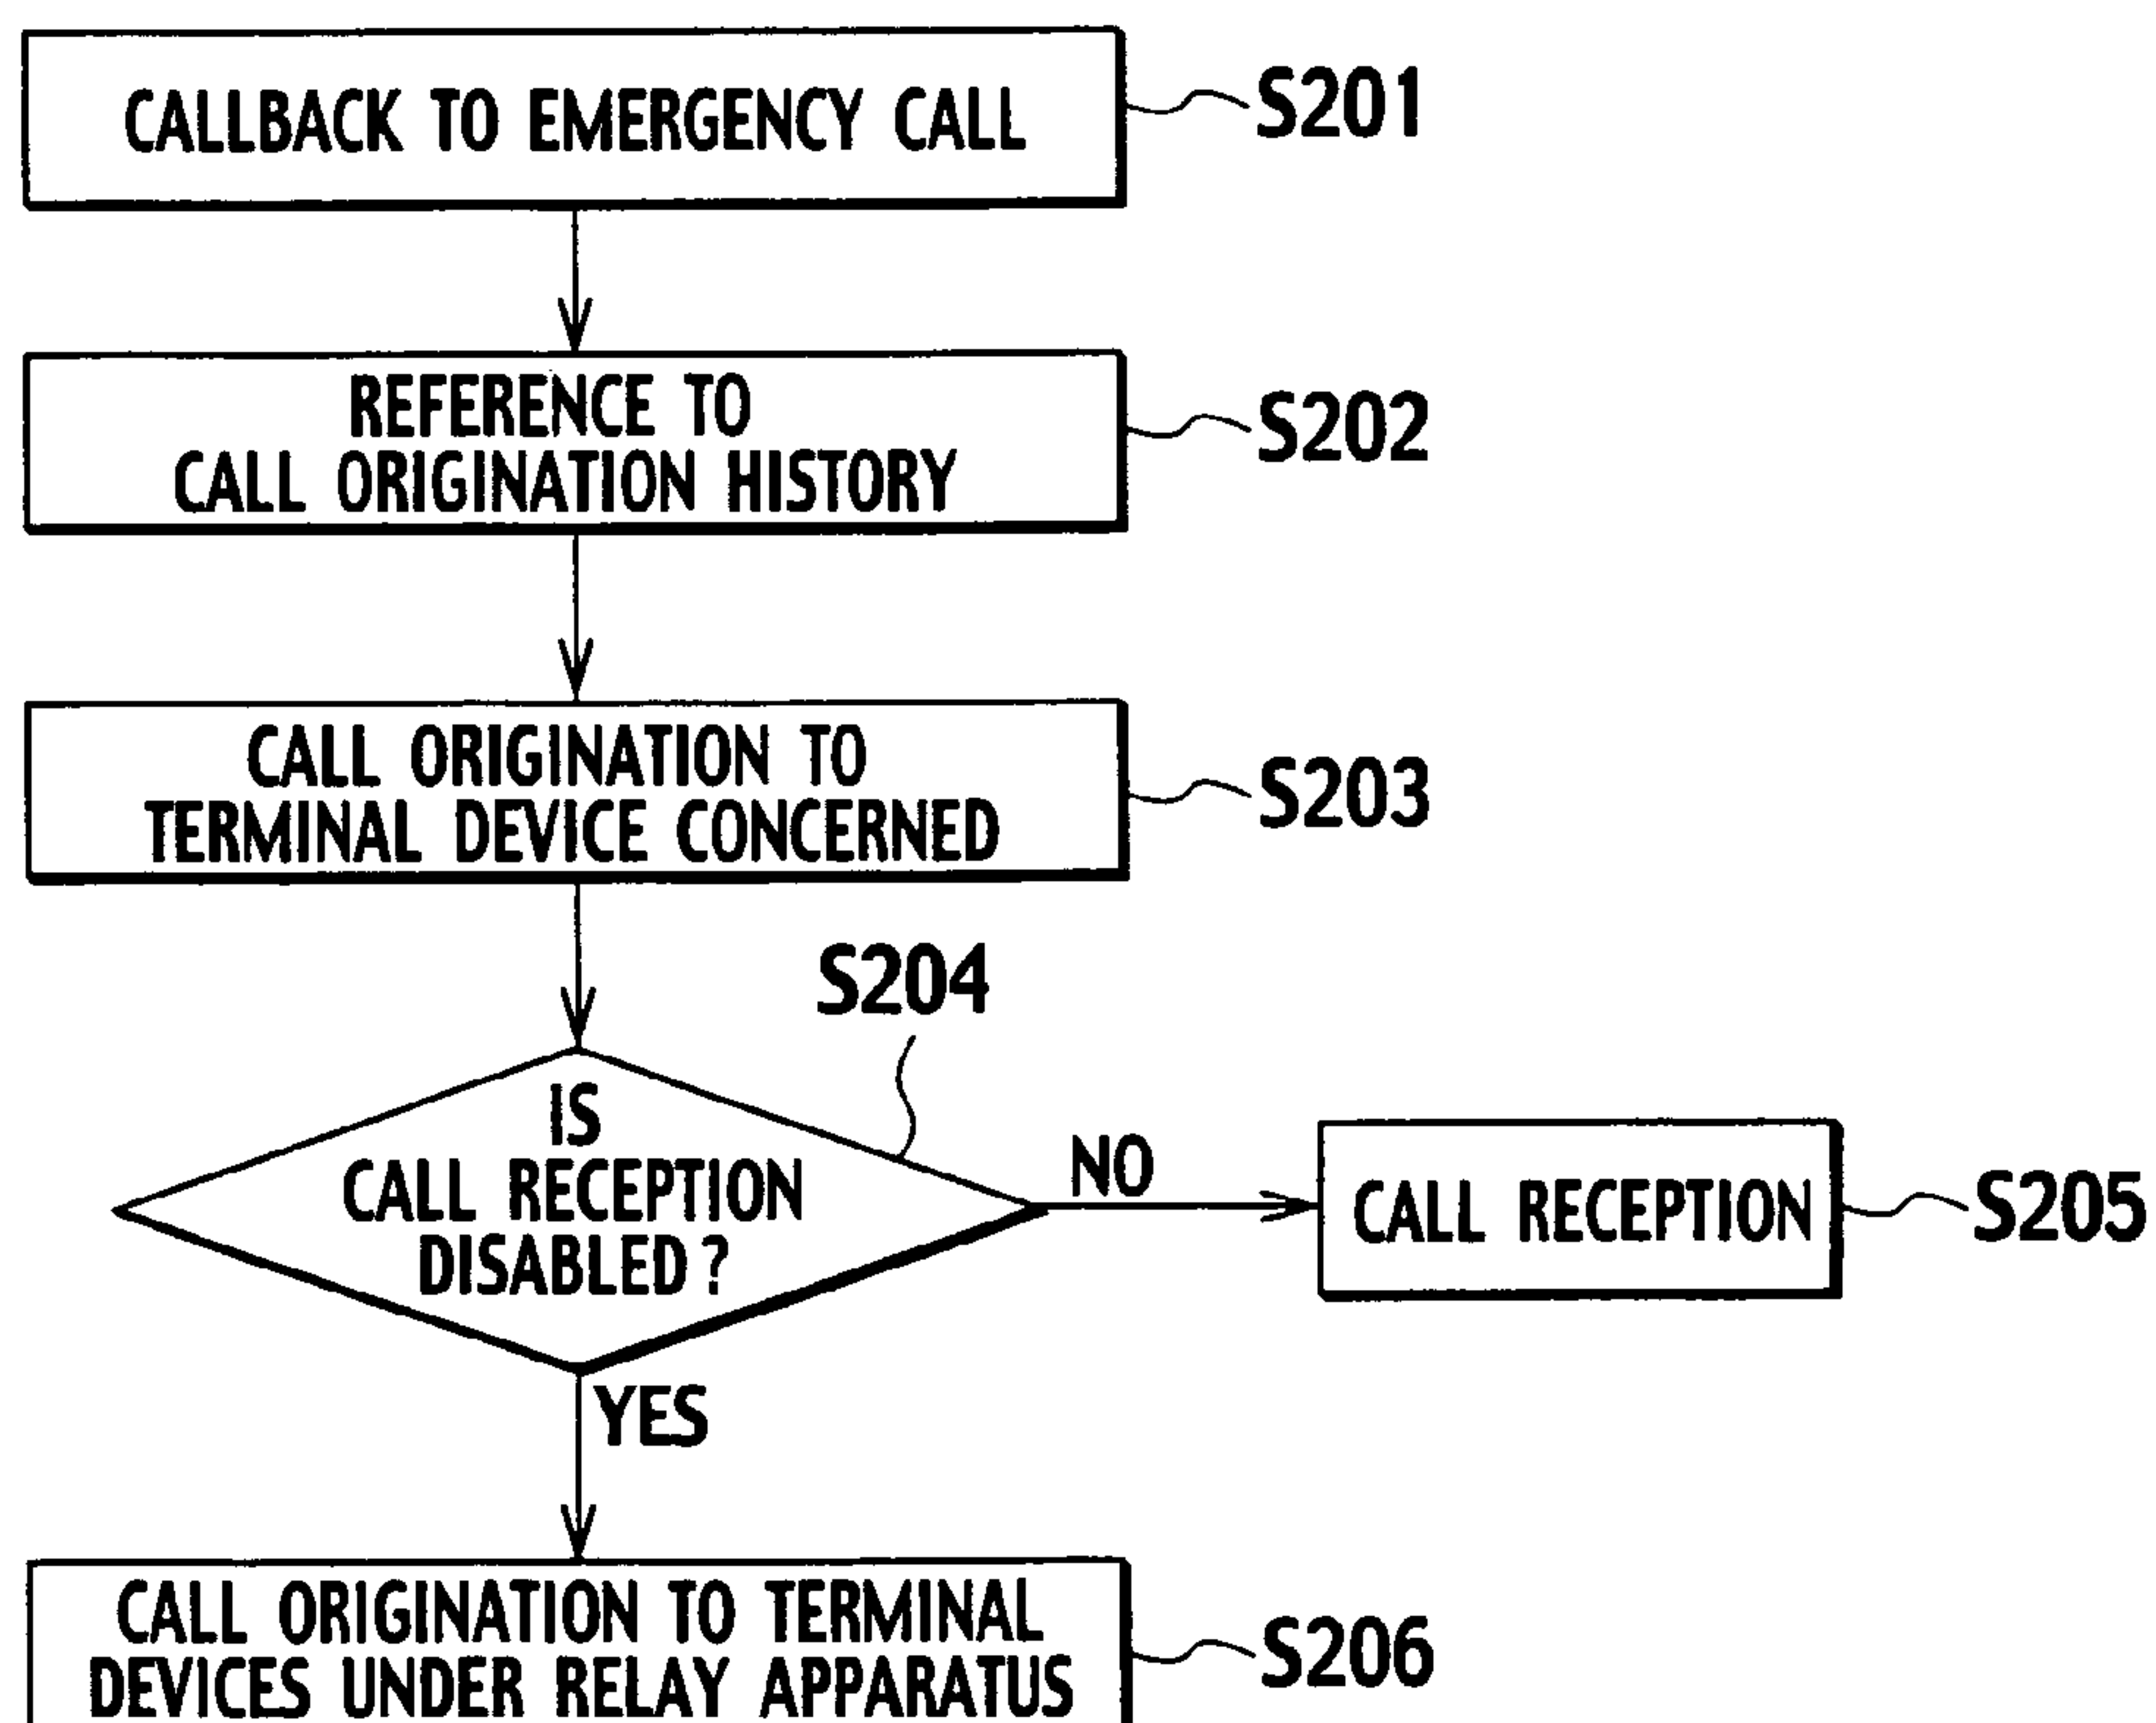 CALLBACK TO EMERGENCY CALL
S201
REFERENCE TO
CALL ORIGINATION HISTORY
S202
CALL ORIGINATION TO
TERMINAL DEVICE CONCERNED
S203
S204
IS
CALL RECEPTION
DISABLED?
NO
CALL RECEPTION
S205
YES
CALL ORIGINATION TO TERMINAL
DEVICES UNDER RELAY APPARATUS
S206